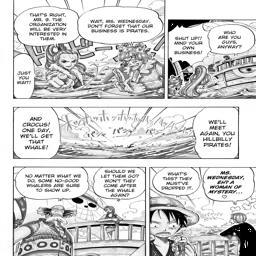 WHO ARE
YOU GUYS,
ANYWAY?
SHUT UP!!
MIND YOUR
OWN
BUSINESS!
WAIT, MS. WEDNESDAY.
DON'T FORGET THAT OUR
BUSINESS IS PIRATES.
THAT'S RIGHT,
MR. 9. THE
ORGANIZATION
WILL BE VERY
INTERESTED IN
THEM.
JUST
YOU
WAIT!
WE'LL
MEET
AGAIN, YOU
HILLBILLY
PIRATES!
AND
CROCUS!
ONE DAY,
WE'LL GET
THAT
WHALE!
SHOULD WE
LET THEM GO?
WON'T THEY
COME AFTER
THE WHALE
AGAIN?
NO MATTER WHAT WE
DO, SOME NO-GOOD
WHALERS ARE SURE
TO SHOW UP.
MS.
WEDNESDAY,
EH? A
WOMAN OF
MYSTERY...
WHAT'S
THIS? THEY
MUST'VE
DROPPED IT.